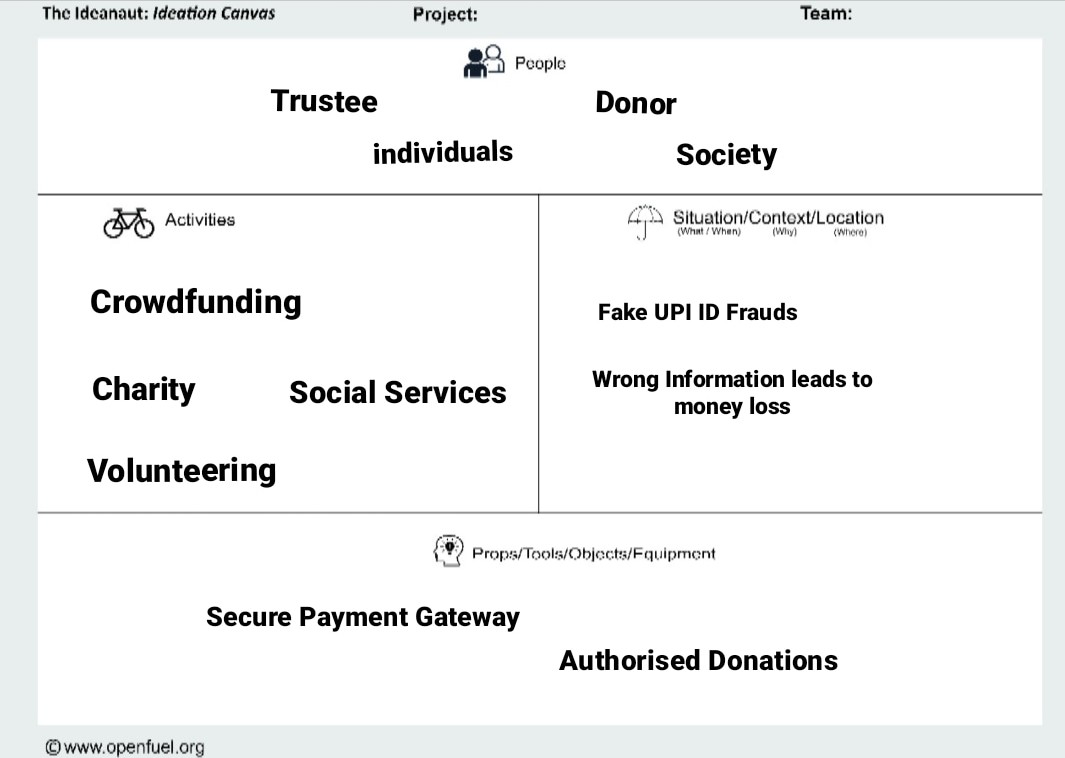 The Ideanaut: Ideation Canvas Project: Team:
People
Trustee Donor
individuals Society
Activities
Crowdfunding
Charity Social Services
Volunteering
Situation/Context/Location
(What / When) (Why) (Where)
Fake UPI ID Frauds
Wrong Information leads to
money loss
Props/Tools/Objects/Equipment
Secure Payment Gateway
Authorised Donations
©www.openfuel.org